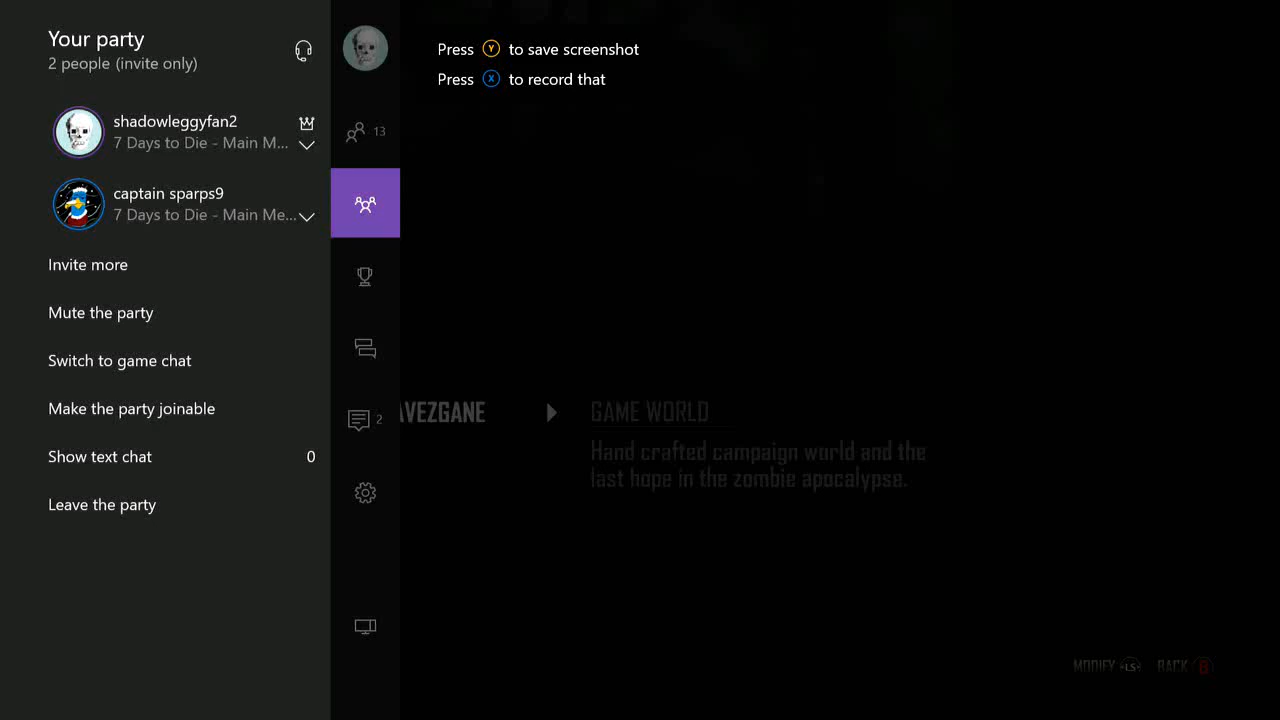 Your party
2 people (invite only)
shadowleggyfan2
7 Days to Die - Main M...
captain sparps9
7 Days to Die - Main Me...
Invite more
Mute the party
Switch to game chat
Make the party joinable
Show text chat 0
Leave the party
13
2
Press Y to save screenshot
Press X to record that
AVEZGANE
GAME WORLD
Hand crafted campaign world and the
last hope in the zombie apocalypse.
MODIFY LS BACK B